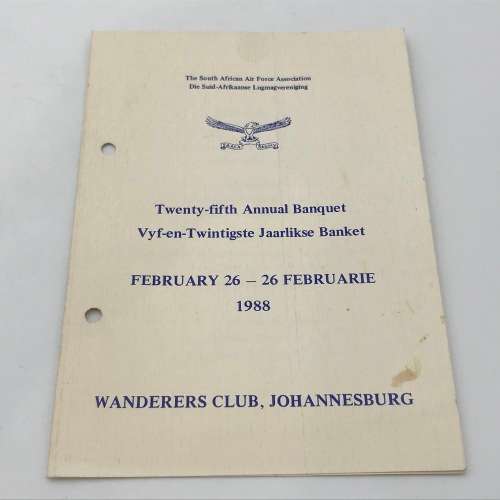 The South African Air Force Association
Die Suid-Afrikaanse Lugmagvereniging
Twenty-fifth Annual Banquet
Vyf-en-Twintigste Jaarlikse Banket
FEBRUARY 26 – 26 FEBRUARIE
1988
WANDERERS CLUB, JOHANNESBURG